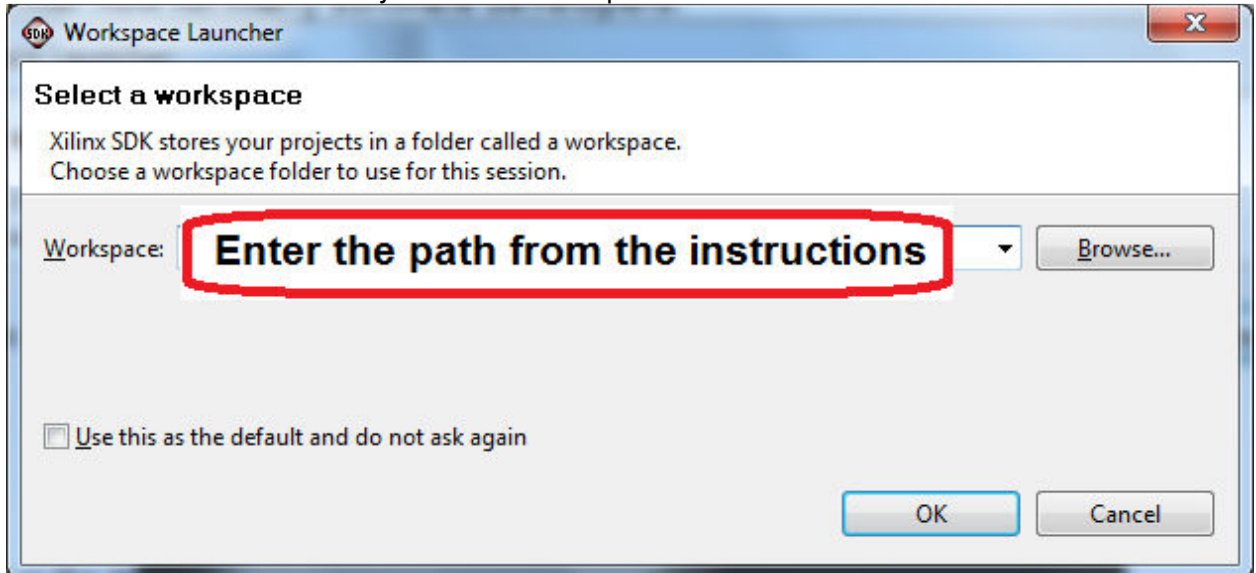 SDK Workspace Launcher
Select a workspace
Xilinx SDK stores your projects in a folder called a workspace.
Choose a workspace folder to use for this session.
Workspace: Enter the path from the instructions Browse...
Use this as the default and do not ask again
OK Cancel